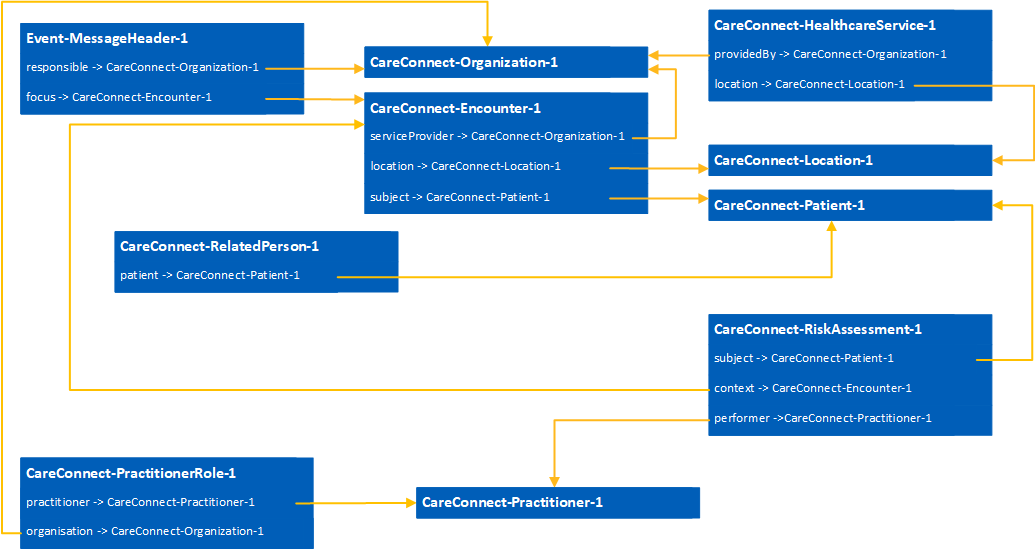 Event-MessageHeader-1
responsible -> CareConnect-Organization-1
focus -> CareConnect-Encounter-1
CareConnect-Organization-1
CareConnect-HealthcareService-1
providedBy -> CareConnect-Organization-1
location -> CareConnect-Location-1
CareConnect-Encounter-1
serviceProvider -> CareConnect-Organization-1
location -> CareConnect-Location-1
subject -> CareConnect-Patient-1
CareConnect-Location-1
CareConnect-Patient-1
CareConnect-RelatedPerson-1
patient -> CareConnect-Patient-1
CareConnect-RiskAssessment-1
subject -> CareConnect-Patient-1
context -> CareConnect-Encounter-1
performer ->CareConnect-Practitioner-1
CareConnect-PractitionerRole-1
practitioner -> CareConnect-Practitioner-1
organisation -> CareConnect-Organization-1
CareConnect-Practitioner-1